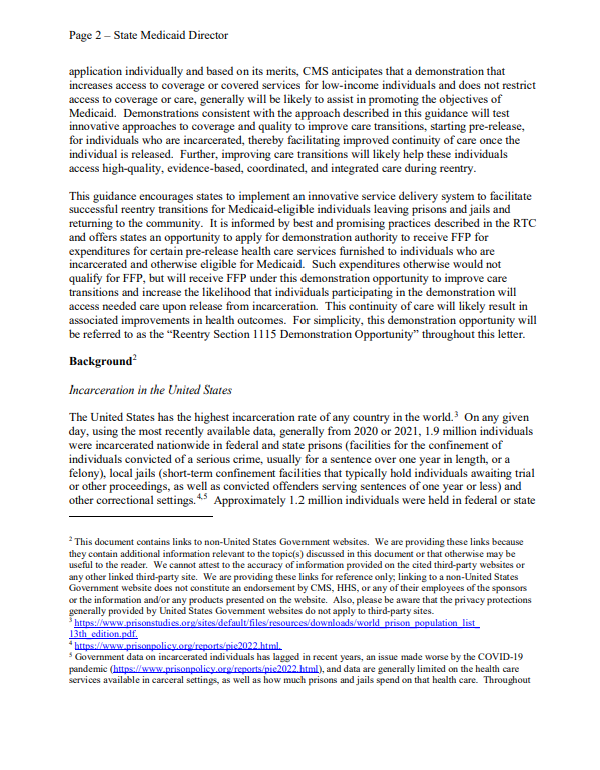 Page 2 – State Medicaid Director
application individually and based on its merits, CMS anticipates that a demonstration that
increases access to coverage or covered services for low-income individuals and does not restrict
access to coverage or care, generally will be likely to assist in promoting the objectives of
Medicaid.  Demonstrations consistent with the approach described in this guidance will test
innovative approaches to coverage and quality to improve care transitions, starting pre-release,
for individuals who are incarcerated, thereby facilitating improved continuity of care once the
individual is released.  Further, improving care transitions will likely help these individuals
access high-quality, evidence-based, coordinated, and integrated care during reentry.
This guidance encourages states to implement an innovative service delivery system to facilitate
successful reentry transitions for Medicaid-eligible individuals leaving prisons and jails and
returning to the community.  It is informed by best and promising practices described in the RTC
and offers states an opportunity to apply for demonstration authority to receive FFP for
expenditures for certain pre-release health care services furnished to individuals who are
incarcerated and otherwise eligible for Medicaid.  Such expenditures otherwise would not
qualify for FFP, but will receive FFP under this demonstration opportunity to improve care
transitions and increase the likelihood that individuals participating in the demonstration will
access needed care upon release from incarceration.  This continuity of care will likely result in
associated improvements in health outcomes.  For simplicity, this demonstration opportunity will
be referred to as the “Reentry Section 1115 Demonstration Opportunity” throughout this letter.
Background2
Incarceration in the United States
The United States has the highest incarceration rate of any country in the world.3  On any given
day, using the most recently available data, generally from 2020 or 2021, 1.9 million individuals
were incarcerated nationwide in federal and state prisons (facilities for the confinement of
individuals convicted of a serious crime, usually for a sentence over one year in length, or a
felony), local jails (short-term confinement facilities that typically hold individuals awaiting trial
or other proceedings, as well as convicted offenders serving sentences of one year or less) and
other correctional settings.4,5  Approximately 1.2 million individuals were held in federal or state
2 This document contains links to non-United States Government websites.  We are providing these links because
they contain additional information relevant to the topic(s) discussed in this document or that otherwise may be
useful to the reader.  We cannot attest to the accuracy of information provided on the cited third-party websites or
any other linked third-party site.  We are providing these links for reference only; linking to a non-United States
Government website does not constitute an endorsement by CMS, HHS, or any of their employees of the sponsors
or the information and/or any products presented on the website.  Also, please be aware that the privacy protections
generally provided by United States Government websites do not apply to third-party sites.
3 https://www.prisonstudies.org/sites/default/files/resources/downloads/world_prison_population_list_
13th_edition.pdf.
4 https://www.prisonpolicy.org/reports/pie2022.html.
5 Government data on incarcerated individuals has lagged in recent years, an issue made worse by the COVID-19
pandemic (https://www.prisonpolicy.org/reports/pie2022.html), and data are generally limited on the health care
services available in carceral settings, as well as how much prisons and jails spend on that health care.  Throughout